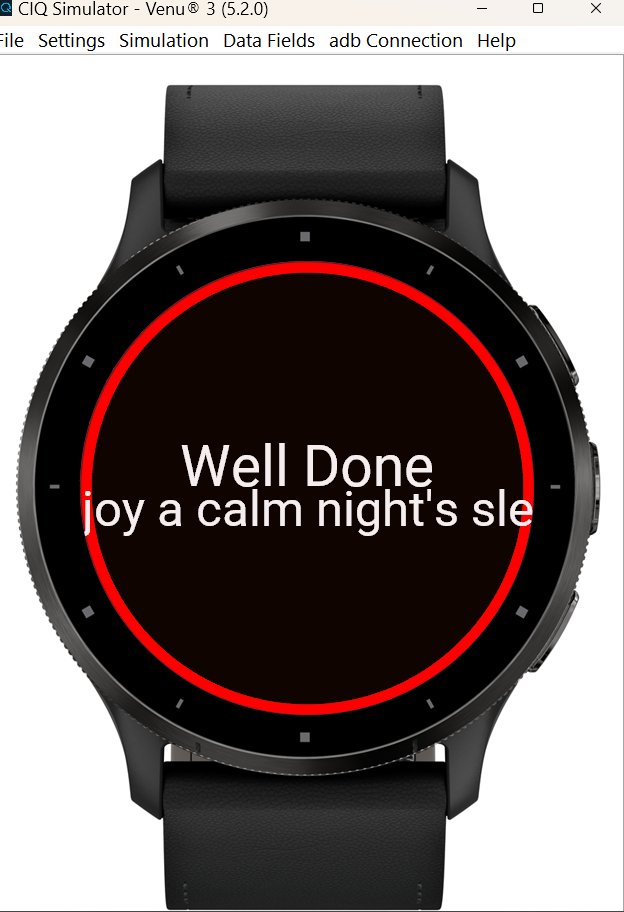 CIQ Simulator - Venu® 3 (5.2.0)
File Settings Simulation Data Fields adb Connection Help
Well Done
joy a calm night's sle